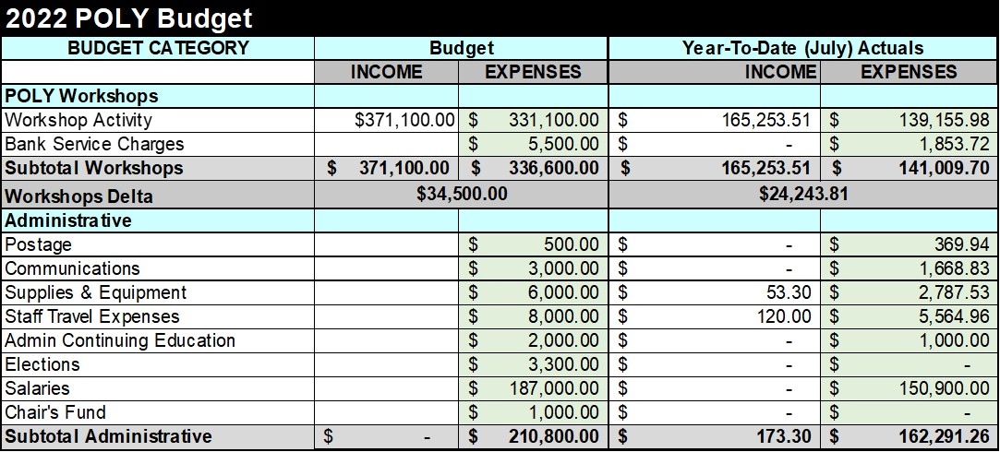 2022 POLY Budget
BUDGET CATEGORY Budget Year-To-Date (July) Actuals
INCOME EXPENSES INCOME EXPENSES
POLY Workshops
Workshop Activity $371,100.00 $ 331,100.00 $ 165,253.51 $ 139,155.98
Bank Service Charges $ 5,500.00 $ - $ 1,853.72
Subtotal Workshops $ 371,100.00 $ 336,600.00 $ 165,253.51 $ 141,009.70
Workshops Delta $34,500.00 $24,243.81
Administrative
Postage $ 500.00 $ - $ 369.94
Communications $ 3,000.00 $ - $ 1,668.83
Supplies & Equipment $ 6,000.00 $ 53.30 $ 2,787.53
Staff Travel Expenses $ 8,000.00 $ 120.00 $ 5,564.96
Admin Continuing Education $ 2,000.00 $ - $ 1,000.00
Elections $ 3,300.00 $ - $ -
Salaries $ 187,000.00 $ - $ 150,900.00
Chair's Fund $ 1,000.00 $ - $ -
Subtotal Administrative $ - $ 210,800.00 $ 173.30 $ 162,291.26